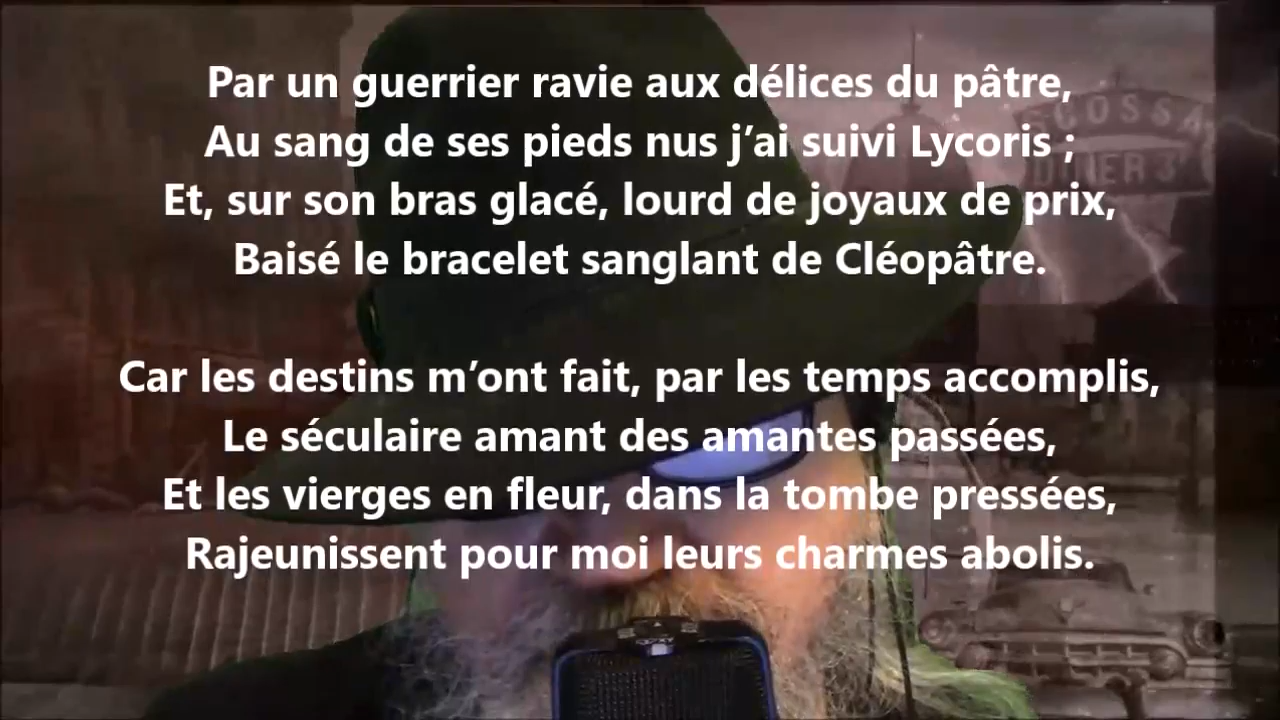 Par un guerrier ravie aux délices du pâtre,
Au sang de ses pieds nus j’ai suivi Lycoris ;
Et, sur son bras glacé, lourd de joyaux de prix,
Baisé le bracelet sanglant de Cléopâtre.
Car les destins m’ont fait, par les temps accomplis,
Le séculaire amant des amantes passées,
Et les vierges en fleur, dans la tombe pressées,
Rajeunissent pour moi leurs charmes abolis.